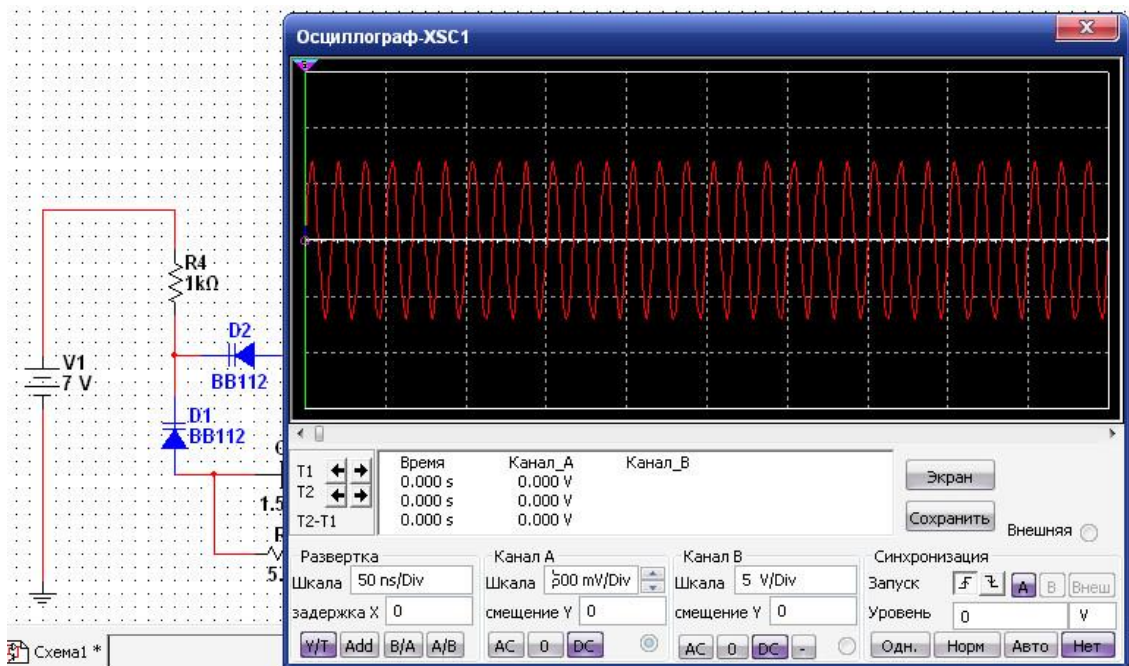 Осциллограф-XSC1
X
R4
1kΩ
D2
BB112
V1
7 V
D1
BB112
1.5
R
5.
T1
T2
T2-T1
Время Канал_A Канал_B
0.000 s 0.000 V
0.000 s 0.000 V
0.000 s 0.000 V
Экран
Сохранить
Внешняя
Развертка
Шкала 50 ns/Div
задержка X 0
Y/T Add B/A A/B
Канал A
Шкала 500 mV/Div
смещение Y 0
AC 0 DC
Канал B
Шкала 5 V/Div
смещение Y 0
AC 0 DC -
Синхронизация
Запуск A B Внеш
Уровень 0 V
Одн. Норм Авто Нет
Схема1 *